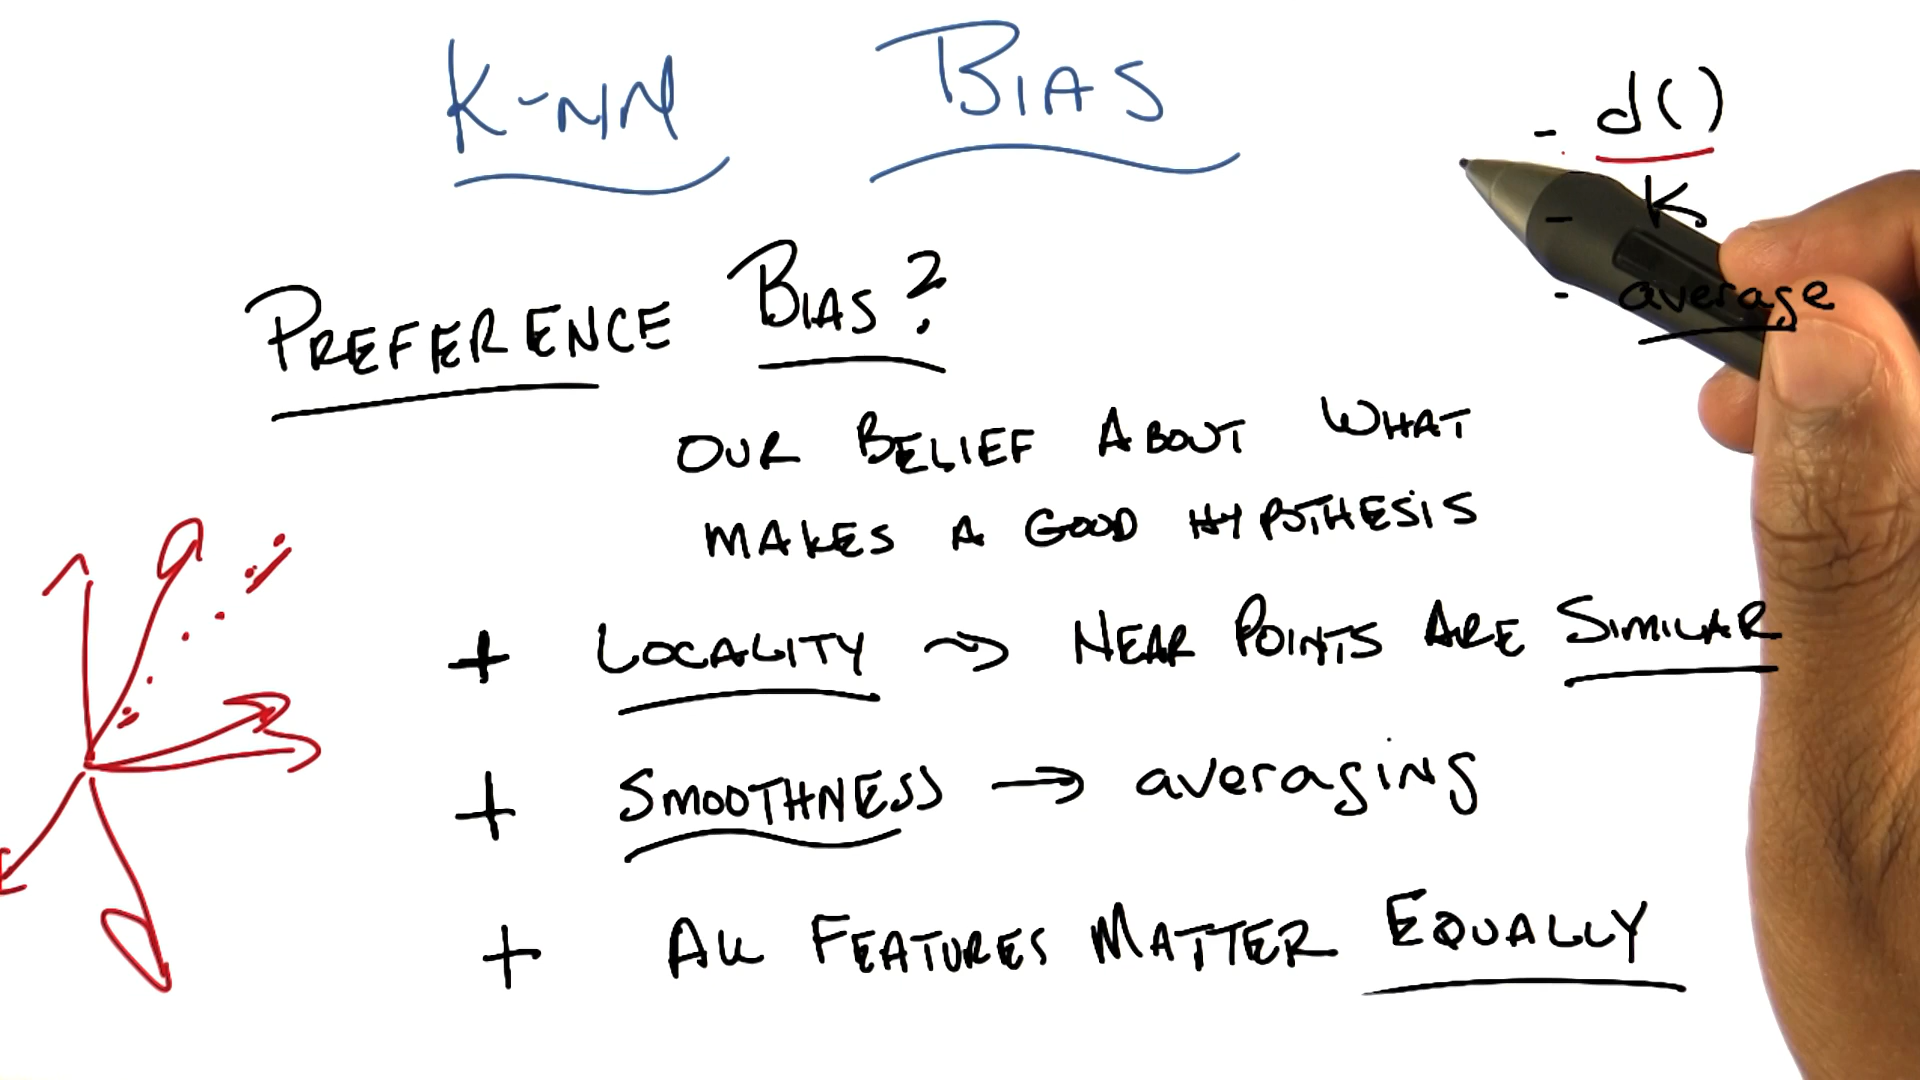 K-NN BIAS
- d()
- K
- average
PREFERENCE BIAS?
OUR BELIEF ABOUT WHAT
MAKES A GOOD HYPOTHESIS
+ LOCALITY → NEAR POINTS ARE SIMILAR
+ SMOOTHNESS → averaging
+ ALL FEATURES MATTER EQUALLY